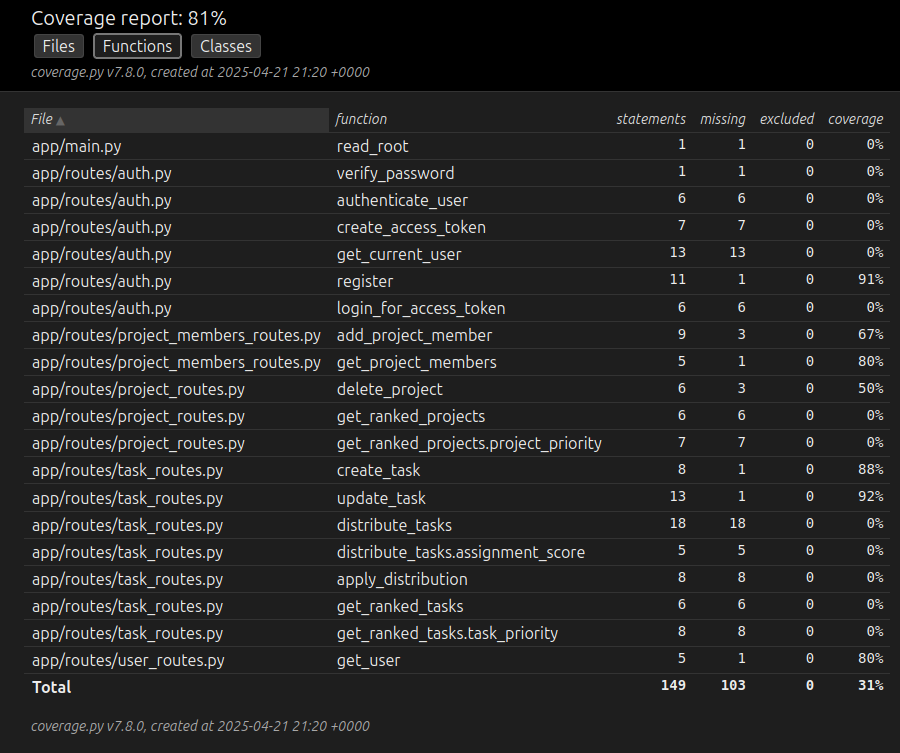 Coverage report: 81%
Files Functions Classes
coverage.py v7.8.0, created at 2025-04-21 21:20 +0000
File ▲ function statements missing excluded coverage
app/main.py read_root 1 1 0 0%
app/routes/auth.py verify_password 1 1 0 0%
app/routes/auth.py authenticate_user 6 6 0 0%
app/routes/auth.py create_access_token 7 7 0 0%
app/routes/auth.py get_current_user 13 13 0 0%
app/routes/auth.py register 11 1 0 91%
app/routes/auth.py login_for_access_token 6 6 0 0%
app/routes/project_members_routes.py add_project_member 9 3 0 67%
app/routes/project_members_routes.py get_project_members 5 1 0 80%
app/routes/project_routes.py delete_project 6 3 0 50%
app/routes/project_routes.py get_ranked_projects 6 6 0 0%
app/routes/project_routes.py get_ranked_projects.project_priority 7 7 0 0%
app/routes/task_routes.py create_task 8 1 0 88%
app/routes/task_routes.py update_task 13 1 0 92%
app/routes/task_routes.py distribute_tasks 18 18 0 0%
app/routes/task_routes.py distribute_tasks.assignment_score 5 5 0 0%
app/routes/task_routes.py apply_distribution 8 8 0 0%
app/routes/task_routes.py get_ranked_tasks 6 6 0 0%
app/routes/task_routes.py get_ranked_tasks.task_priority 8 8 0 0%
app/routes/user_routes.py get_user 5 1 0 80%
Total 149 103 0 31%
coverage.py v7.8.0, created at 2025-04-21 21:20 +0000